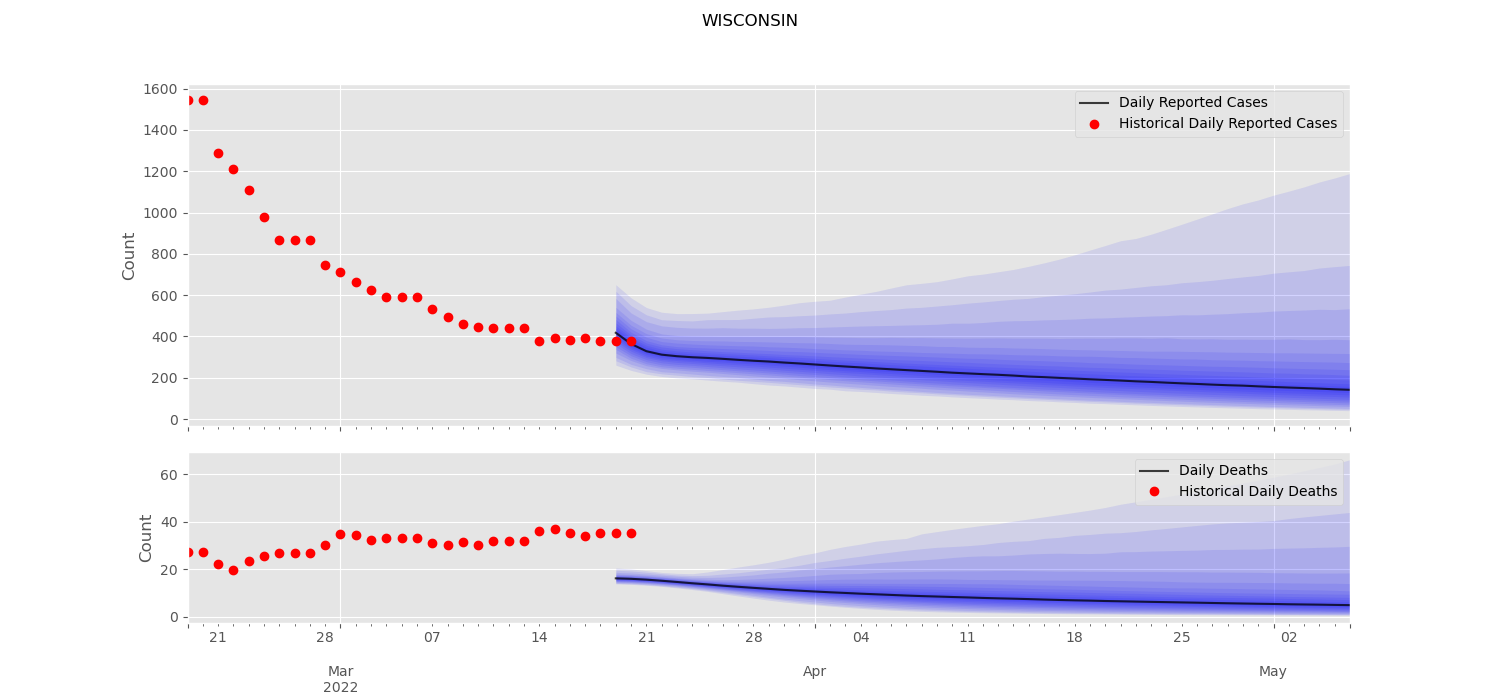 WISCONSIN
1600
1400
1200
1000
800
600
400
200
0
Count
Daily Reported Cases
Historical Daily Reported Cases
60
40
20
0
Count
Daily Deaths
Historical Daily Deaths
21 28 07 14 21 28 04 11 18 25 02
Mar Apr May
2022